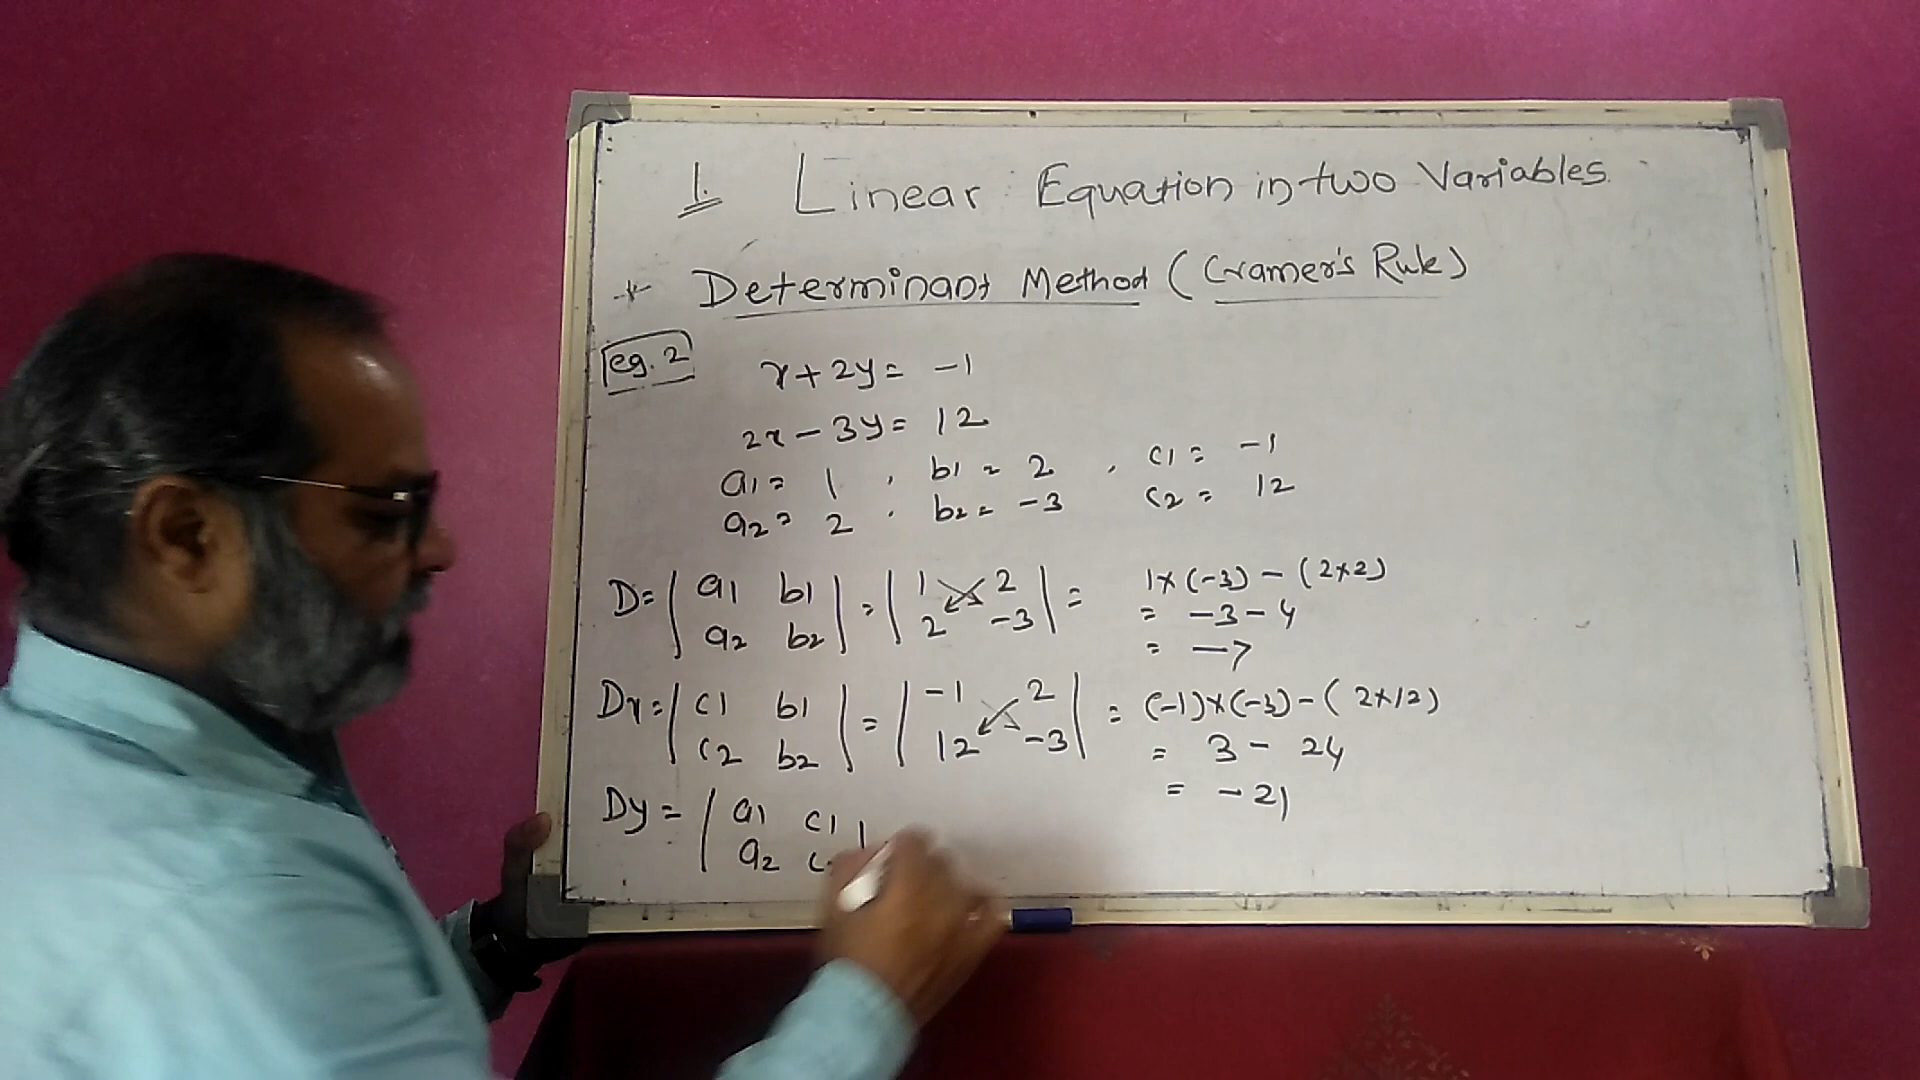 1. Linear Equation in two Variables.
* Determinant Method (Cramer's Rule)
eg. 2 x + 2y = -1
2x - 3y = 12
a1 = 1 , b1 = 2 , c1 = -1
a2 = 2 , b2 = -3 c2 = 12
D = | a1 b1 | = | 1 2 | = 1×(-3) - (2×2)
a2 b2 2 -3 = -3-4
= -7
Dx = | c1 b1 | = | -1 2 | = (-1)×(-3) - (2×12)
c2 b2 12 -3 = 3 - 24
= -21
Dy = | a1 c1 |
a2